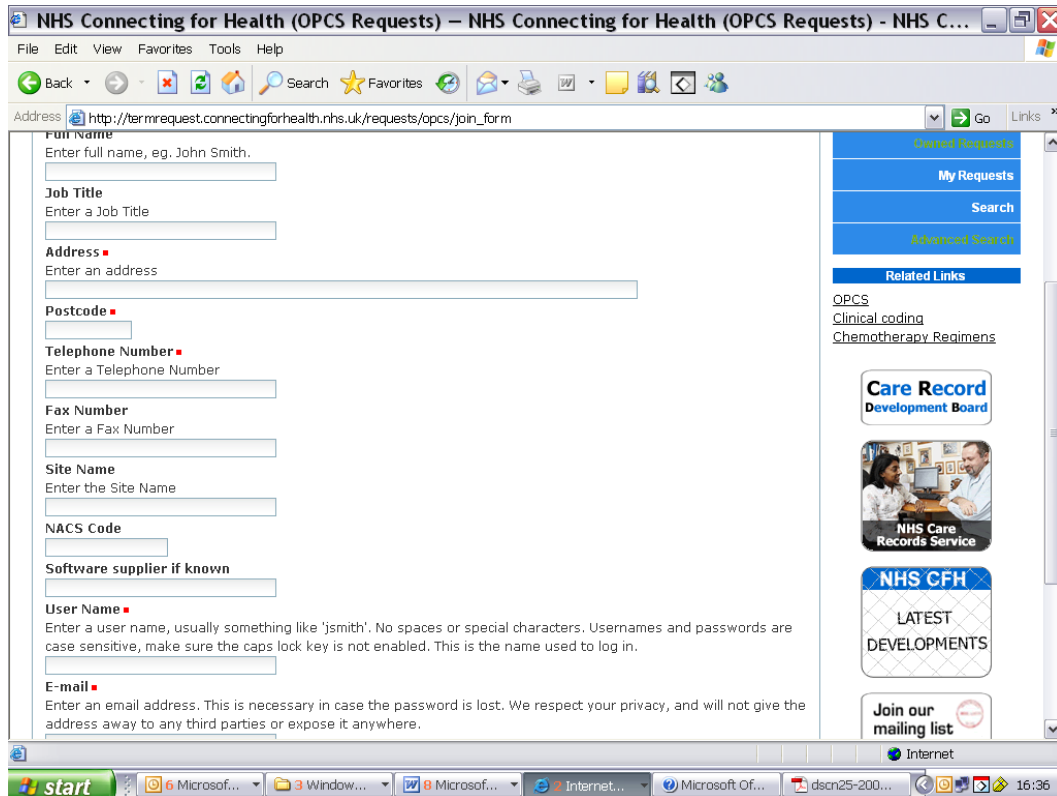 NHS Connecting for Health (OPCS Requests) — NHS Connecting for Health (OPCS Requests) - NHS C...
File Edit View Favorites Tools Help
Back Search Favorites
Address http://termrequest.connectingforhealth.nhs.uk/requests/opcs/join_form Go Links »
Full Name
Enter full name, eg. John Smith.
Job Title
Enter a Job Title
Address
Enter an address
Postcode
Telephone Number
Enter a Telephone Number
Fax Number
Enter a Fax Number
Site Name
Enter the Site Name
NACS Code
Software supplier if known
User Name
Enter a user name, usually something like 'jsmith'. No spaces or special characters. Usernames and passwords are
case sensitive, make sure the caps lock key is not enabled. This is the name used to log in.
E-mail
Enter an email address. This is necessary in case the password is lost. We respect your privacy, and will not give the
address away to any third parties or expose it anywhere.
Owned Requests
My Requests
Search
Advanced Search
Related Links
OPCS
Clinical coding
Chemotherapy Regimens
Care Record
Development Board
NHS Care
Records Service
NHS CFH
LATEST
DEVELOPMENTS
Join our
mailing list
Internet
start 6 Microsof... 3 Window... 8 Microsoft ... 2 Internet... Microsoft Of... dscn25-200... 16:36